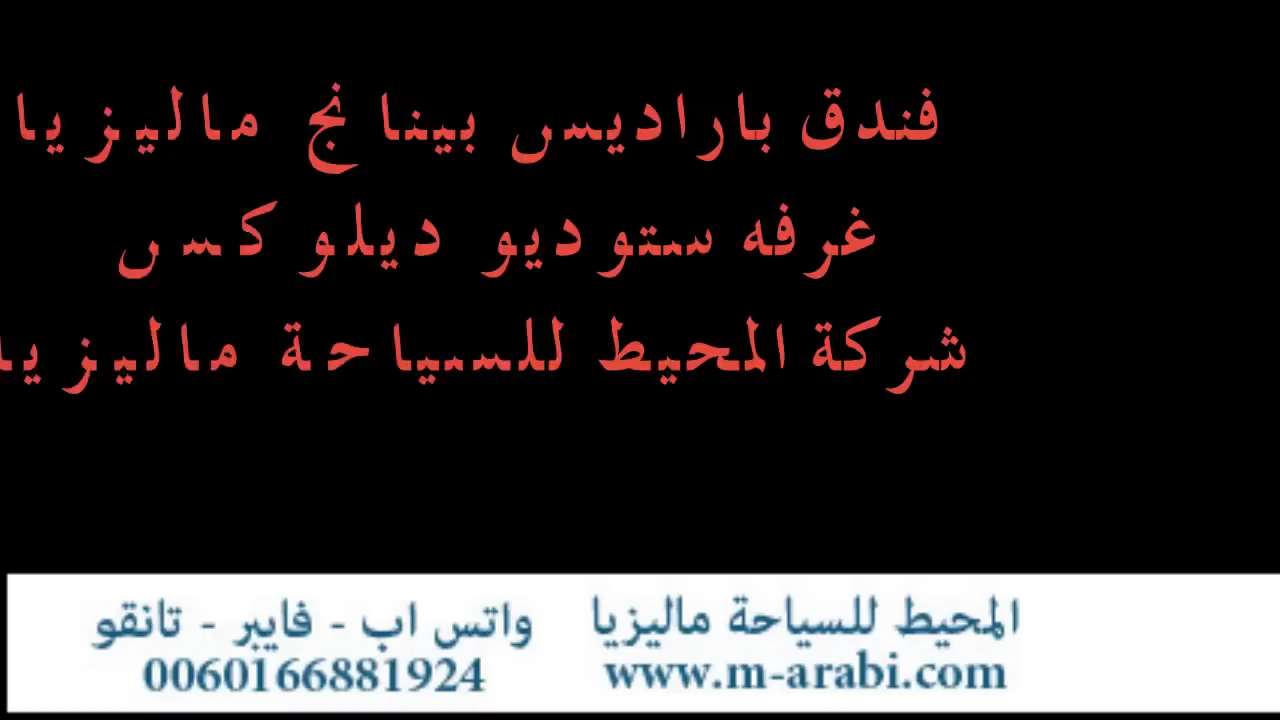 فندق باراديس بينانج ماليزيا
غرفه ستوديو ديلوكس
شركة المحيط للسياحة ماليزيا
المحيط للسياحة ماليزيا
www.m-arabi.com
واتس اب - فايبر - تانقو
0060166881924